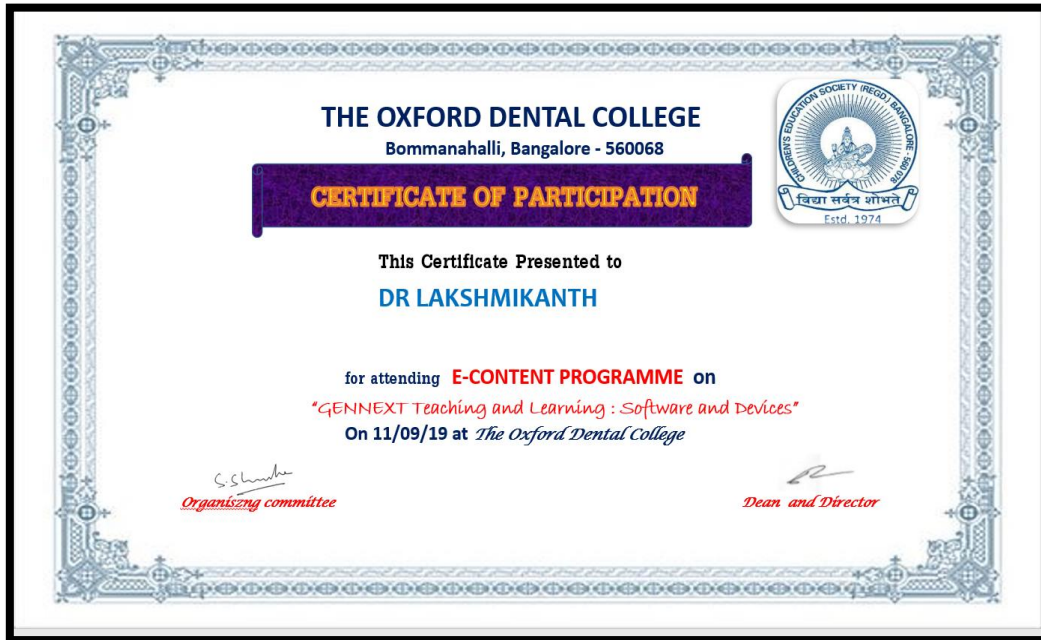 THE OXFORD DENTAL COLLEGE
Bommanahalli, Bangalore - 560068
CHILDREN'S EDUCATION SOCIETY (REGD.) BANGALORE - 560 078
विद्या सर्वत्र शोभते
Estd. 1974
CERTIFICATE OF PARTICIPATION
This Certificate Presented to
DR LAKSHMIKANTH
for attending E-CONTENT PROGRAMME on
"GENNEXT Teaching and Learning : Software and Devices"
On 11/09/19 at The Oxford Dental College
Organiszng committee
Dean and Director